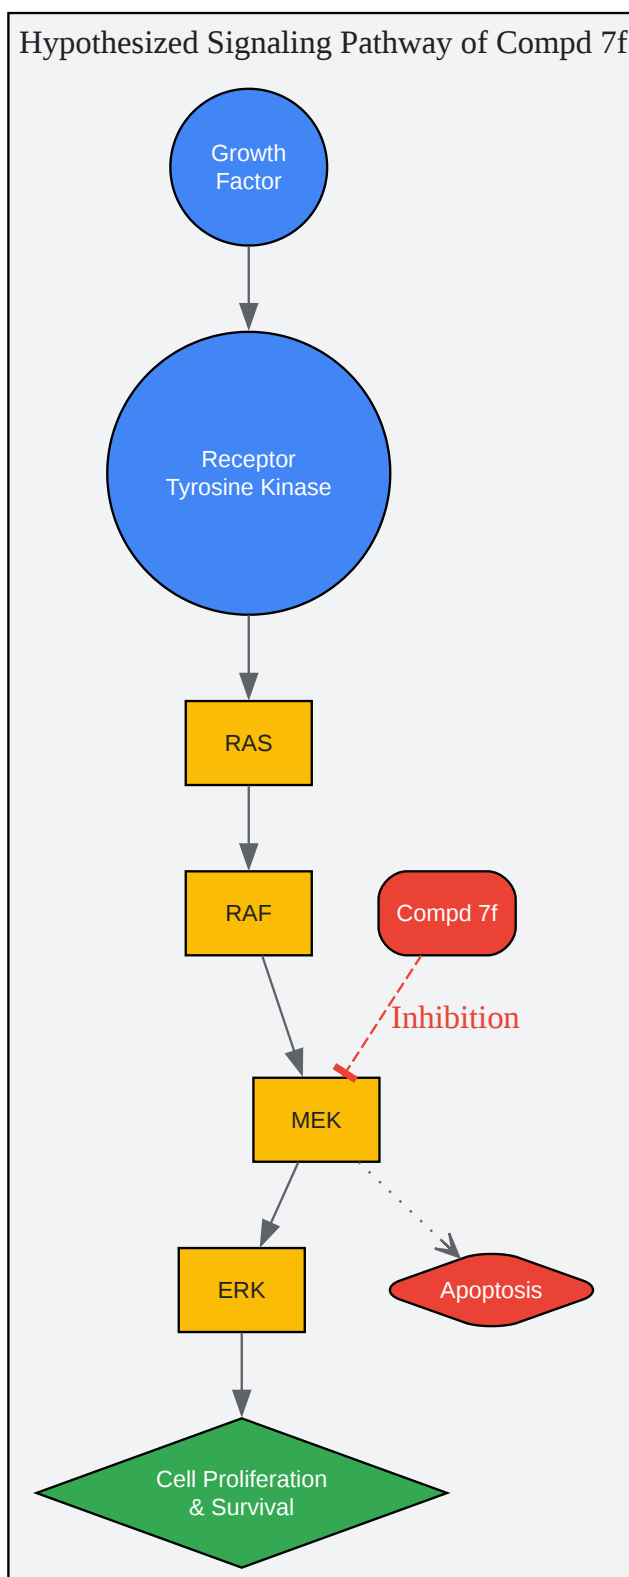 Hypothesized Signaling Pathway of Compd 7f
Growth
Factor
Receptor
Tyrosine Kinase
RAS
RAF
Compd 7f
Inhibition
MEK
ERK
Apoptosis
Cell Proliferation
& Survival